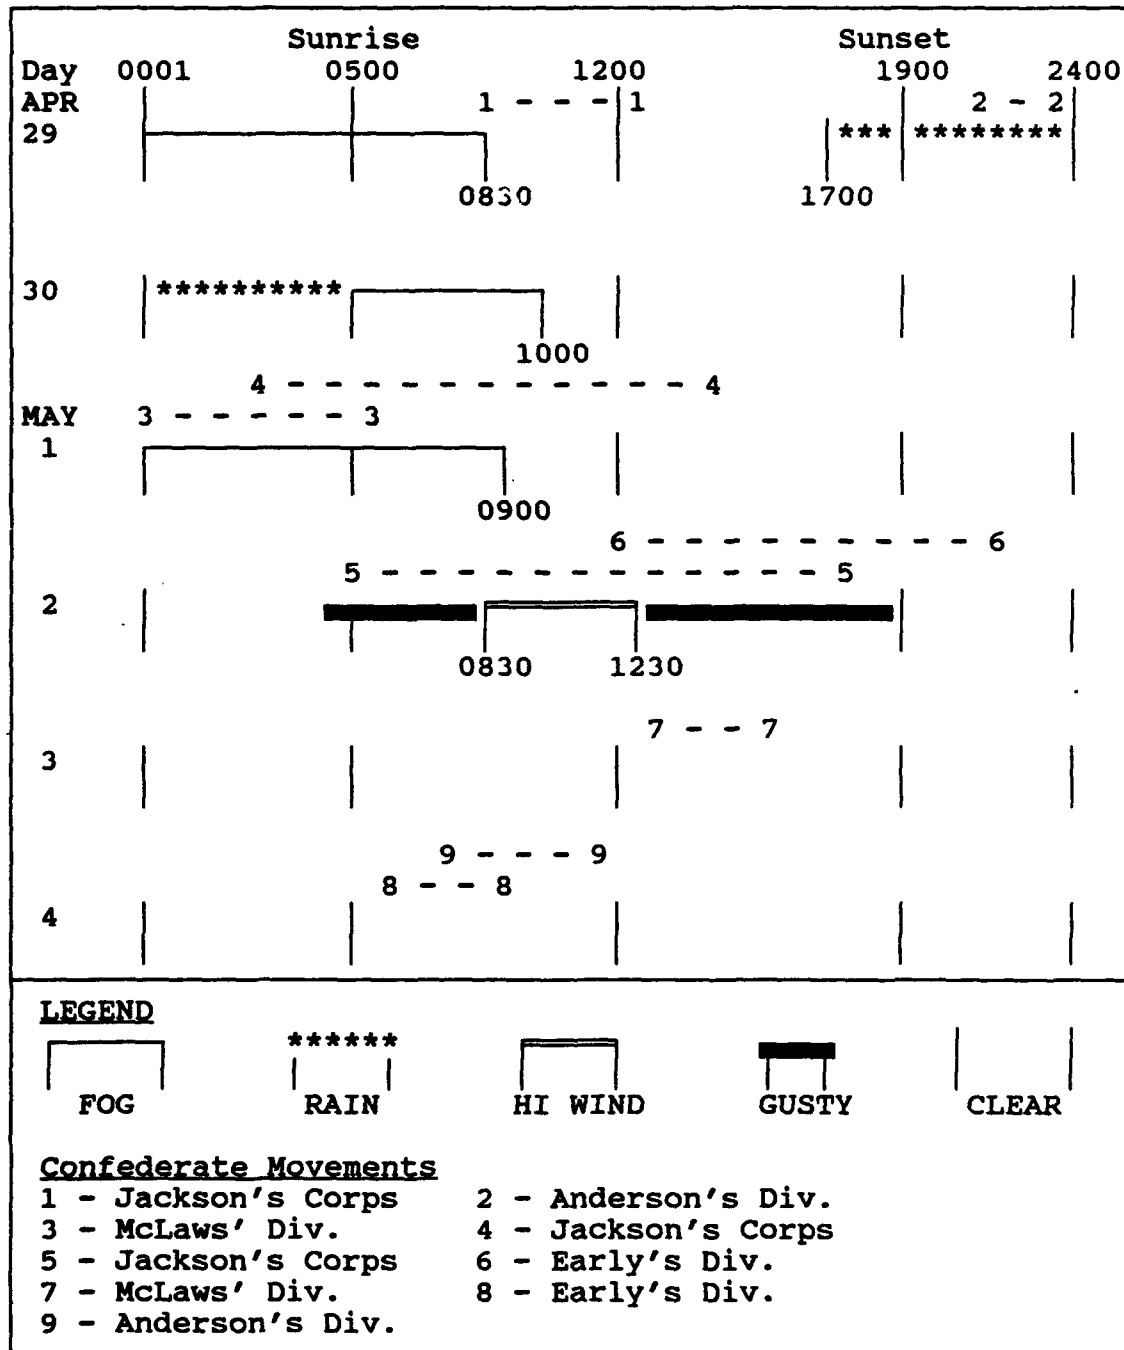 Sunrise Sunset
Day 0001 0500 1200 1900 2400
APR 1 - - - 1 2 - 2
29 *** ********
0830 1700
30 **********
1000
4 - - - - - - - - - - - 4
MAY 3 - - - - - 3
1
0900
6 - - - - - - - - - 6
5 - - - - - - - - - - - - 5
2
0830 1230
7 - - 7
3
9 - - - 9
8 - - 8
4
LEGEND
******
FOG RAIN HI WIND GUSTY CLEAR
Confederate Movements
1 - Jackson's Corps 2 - Anderson's Div.
3 - McLaws' Div. 4 - Jackson's Corps
5 - Jackson's Corps 6 - Early's Div.
7 - McLaws' Div. 8 - Early's Div.
9 - Anderson's Div.